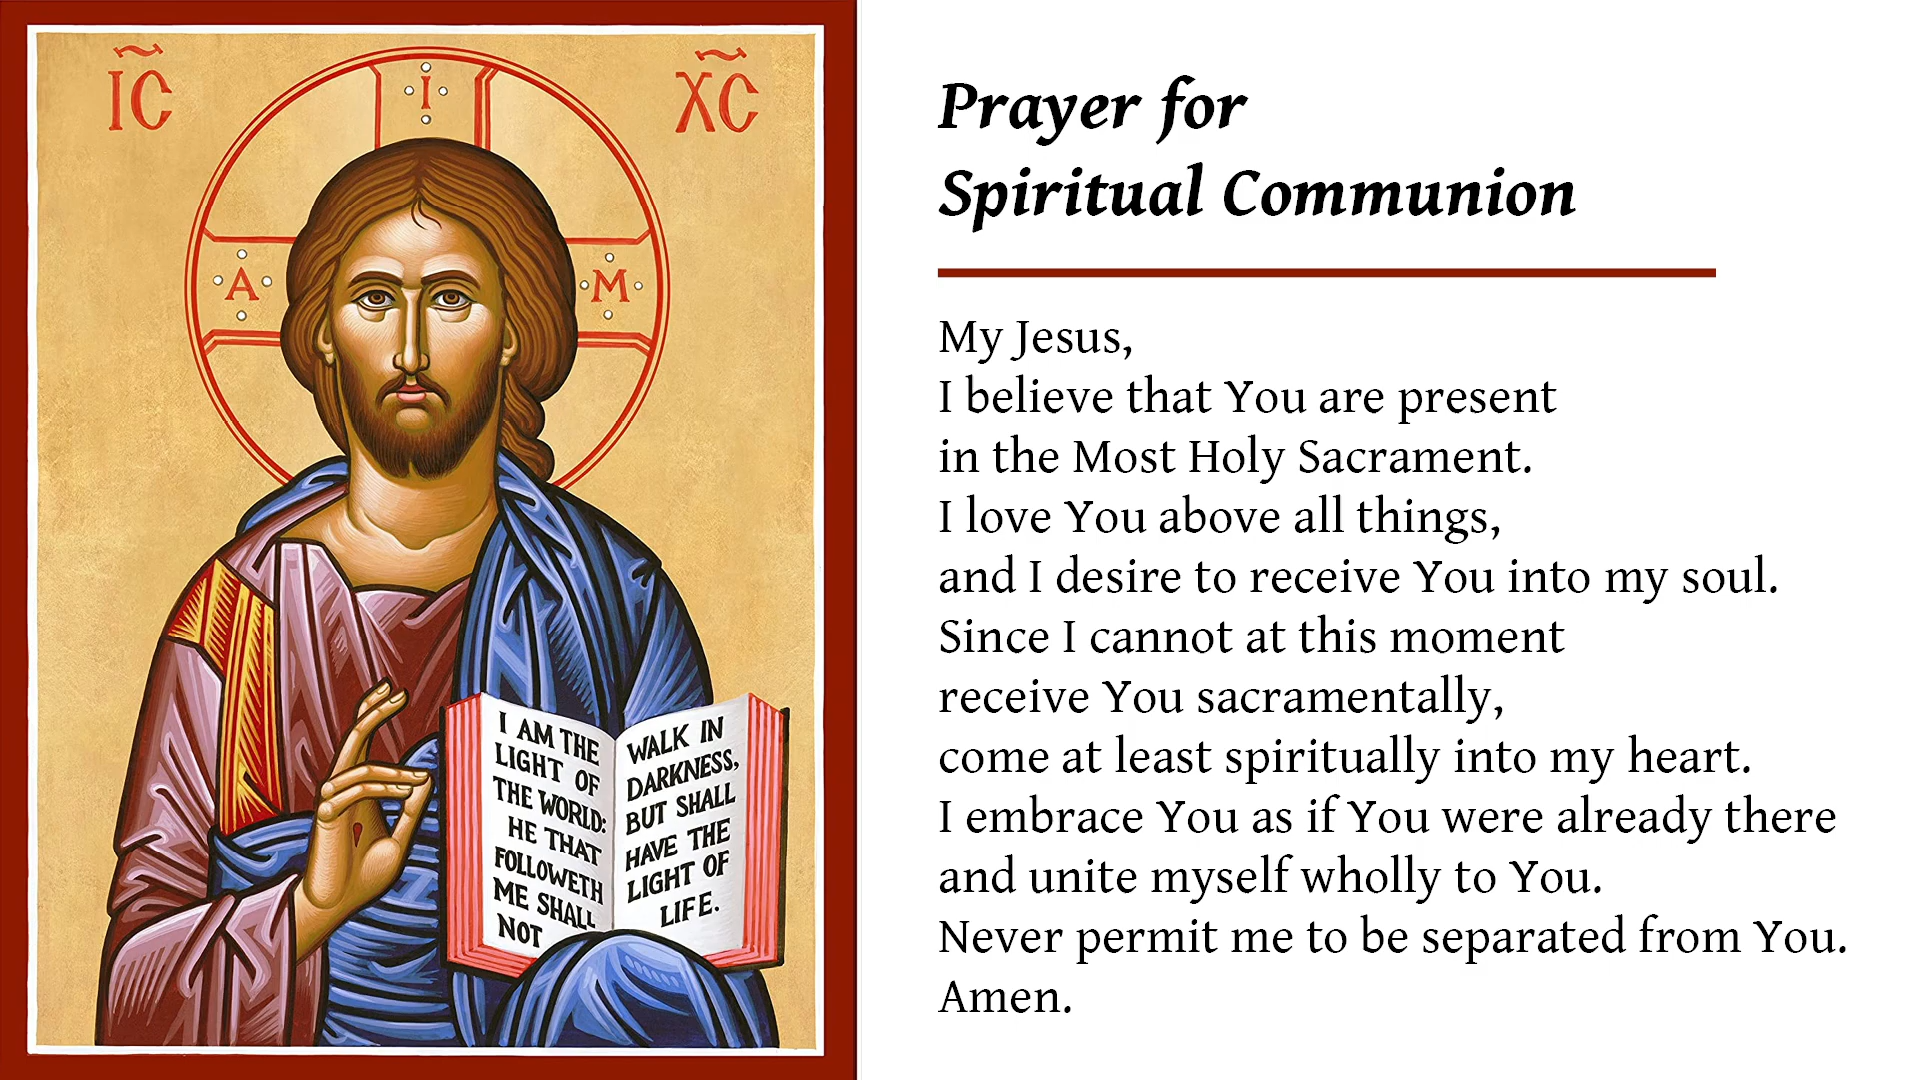 ΙC
XC
I
A
M
I AM THE
LIGHT OF
THE WORLD:
HE THAT
FOLLOWETH
ME SHALL
NOT
WALK IN
DARKNESS,
BUT SHALL
HAVE THE
LIGHT OF
LIFE.
Prayer for
Spiritual Communion
My Jesus,
I believe that You are present
in the Most Holy Sacrament.
I love You above all things,
and I desire to receive You into my soul.
Since I cannot at this moment
receive You sacramentally,
come at least spiritually into my heart.
I embrace You as if You were already there
and unite myself wholly to You.
Never permit me to be separated from You.
Amen.